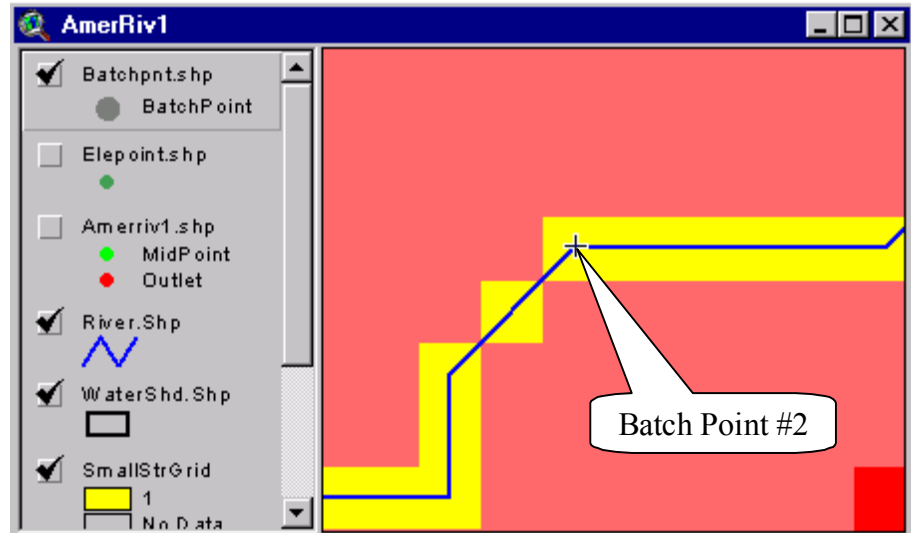 AmerRiv1
Batchpnt.shp
BatchPoint
Elepoint.shp
Amerriv1.shp
MidPoint
Outlet
River.Shp
WaterShd.Shp
SmallStrGrid
1
No Data
Batch Point #2